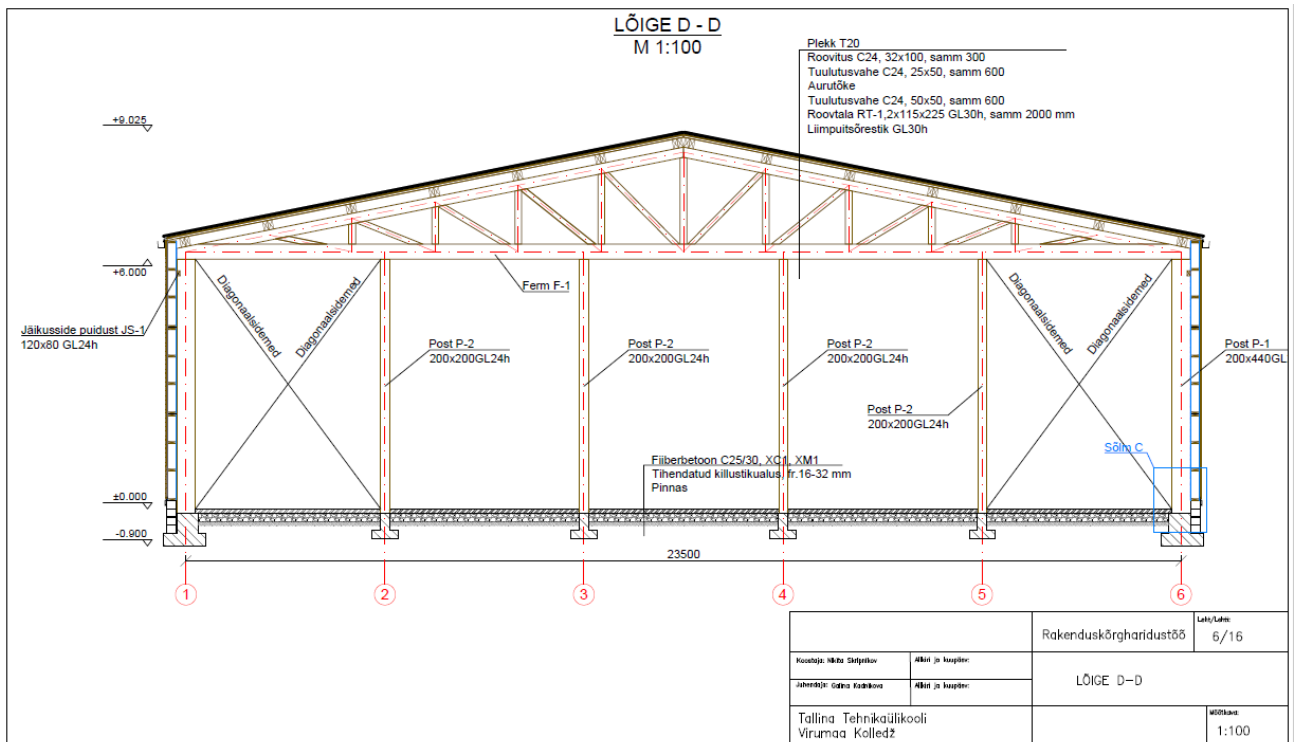 LÕIGE D - D
M 1:100
Plekk T20
Roovitus C24, 32x100, samm 300
Tuulutusvahe C24, 25x50, samm 600
Aurutõke
Tuulutusvahe C24, 50x50, samm 600
Roovtala RT-1,2x115x225 GL30h, samm 2000 mm
Liimpuitsõrestik GL30h
+9.025
+6.000
Ferm F-1
Diagonaalsidemed
Diagonaalsidemed
Diagonaalsidemed
Diagonaalsidemed
Jäikusside puidust JS-1
120x80 GL24h
Post P-2
200x200GL24h
Post P-2
200x200GL24h
Post P-2
200x200GL24h
Post P-1
200x440GL
Post P-2
200x200GL24h
Sõlm C
Fiiberbetoon C25/30, XC1, XM1
Tihendatud killustikualus, fr.16-32 mm
Pinnas
±0.000
-0.900
23500
1
2
3
4
5
6
Rakenduskõrgharidustöö
Leht/Lehte:
6/16
Koostaja: Nikita Skripnikov
Allkiri ja kuupäev:
Juhendaja: Galina Kadnikova
Allkiri ja kuupäev:
LÕIGE D-D
Tallina Tehnikaülikooli
Virumaa Kolledž
Mõõtkava:
1:100